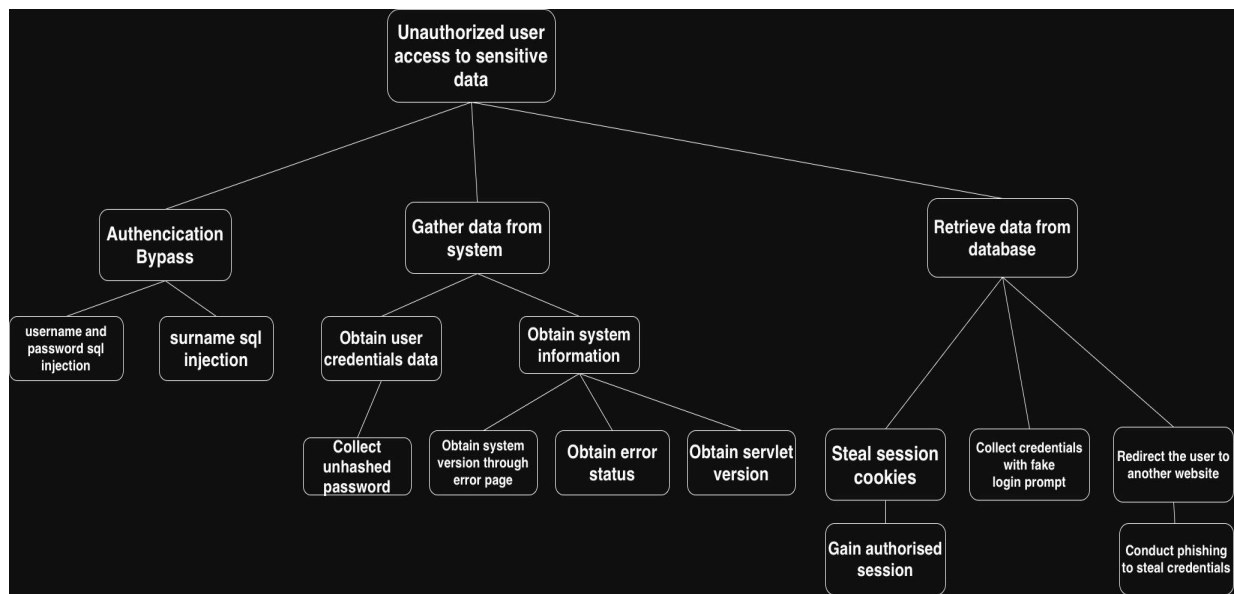 Unauthorized user
access to sensitive
data
Authencication
Bypass
Gather data from
system
Retrieve data from
database
username and
password sql
injection
surname sql
injection
Obtain user
credentials data
Obtain system
information
Collect
unhashed
password
Obtain system
version through
error page
Obtain error
status
Obtain servlet
version
Steal session
cookies
Collect credentials
with fake
login prompt
Redirect the user to
another website
Gain authorised
session
Conduct phishing
to steal credentials